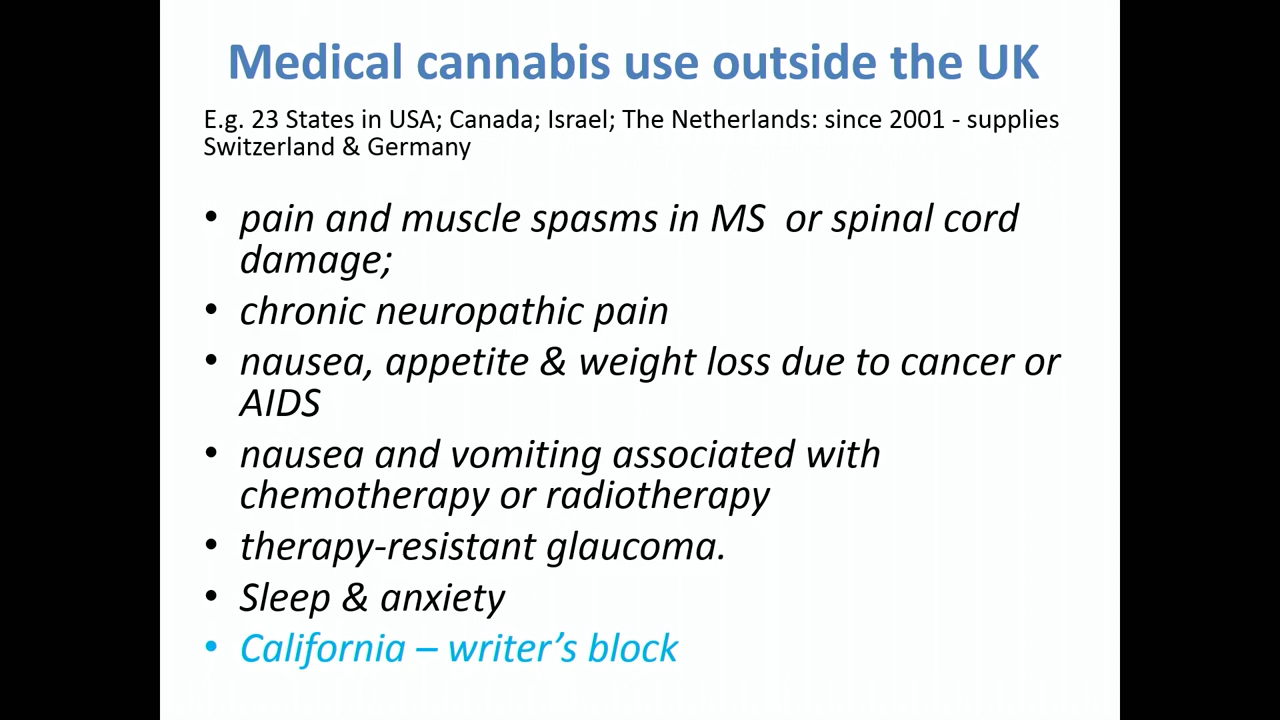 Medical cannabis use outside the UK
E.g. 23 States in USA; Canada; Israel; The Netherlands: since 2001 - supplies
Switzerland & Germany
• pain and muscle spasms in MS  or spinal cord
damage;
• chronic neuropathic pain
• nausea, appetite & weight loss due to cancer or
AIDS
• nausea and vomiting associated with
chemotherapy or radiotherapy
• therapy-resistant glaucoma.
• Sleep & anxiety
• California – writer’s block